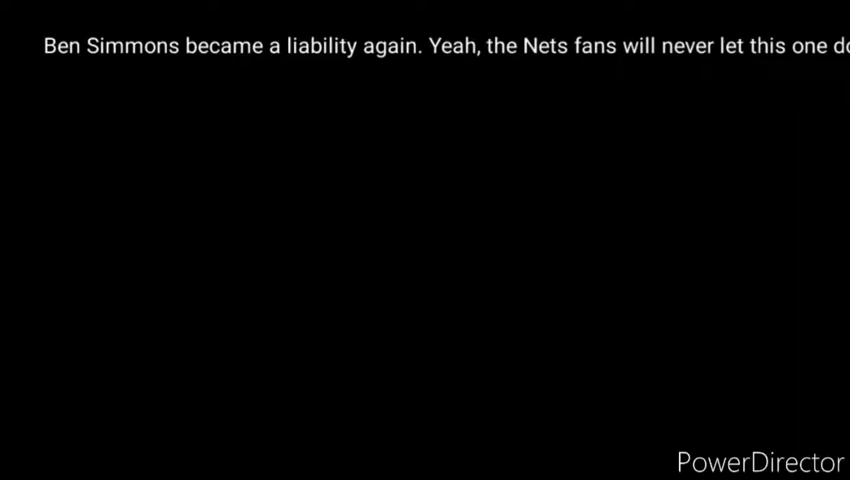 Ben Simmons became a liability again. Yeah, the Nets fans will never let this one
PowerDirector